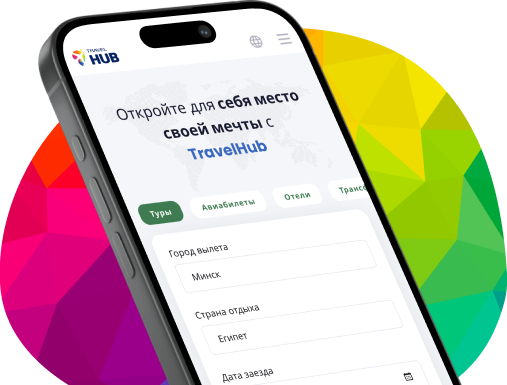 TRAVEL
HUB
Откройте для себя место
своей мечты с
TravelHub
Туры
Авиабилеты
Отели
Город вылета
Минск
Страна отдыха
Египет
Дата заезда